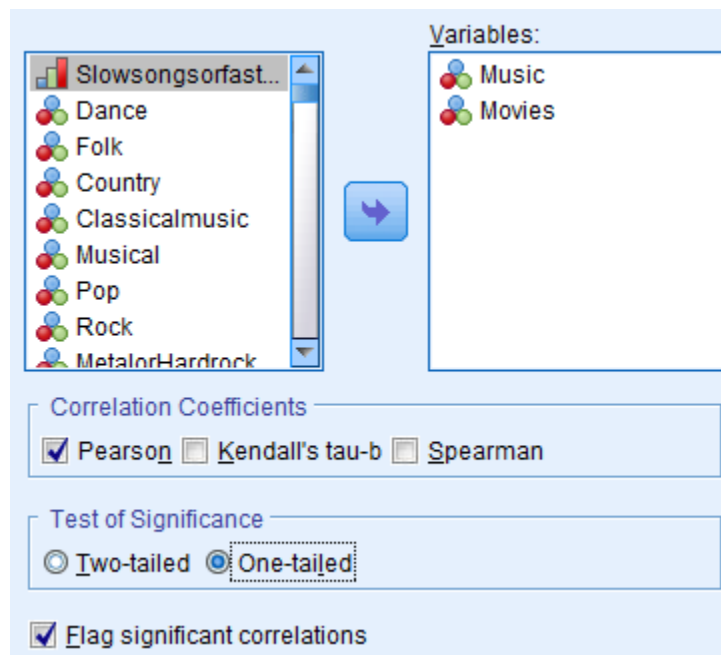 Variables:
Slowsongsorfast...
Dance
Folk
Country
Classicalmusic
Musical
Pop
Rock
MetalorHardrock
Music
Movies
Correlation Coefficients
Pearson Kendall's tau-b Spearman
Test of Significance
Two-tailed One-tailed
Flag significant correlations